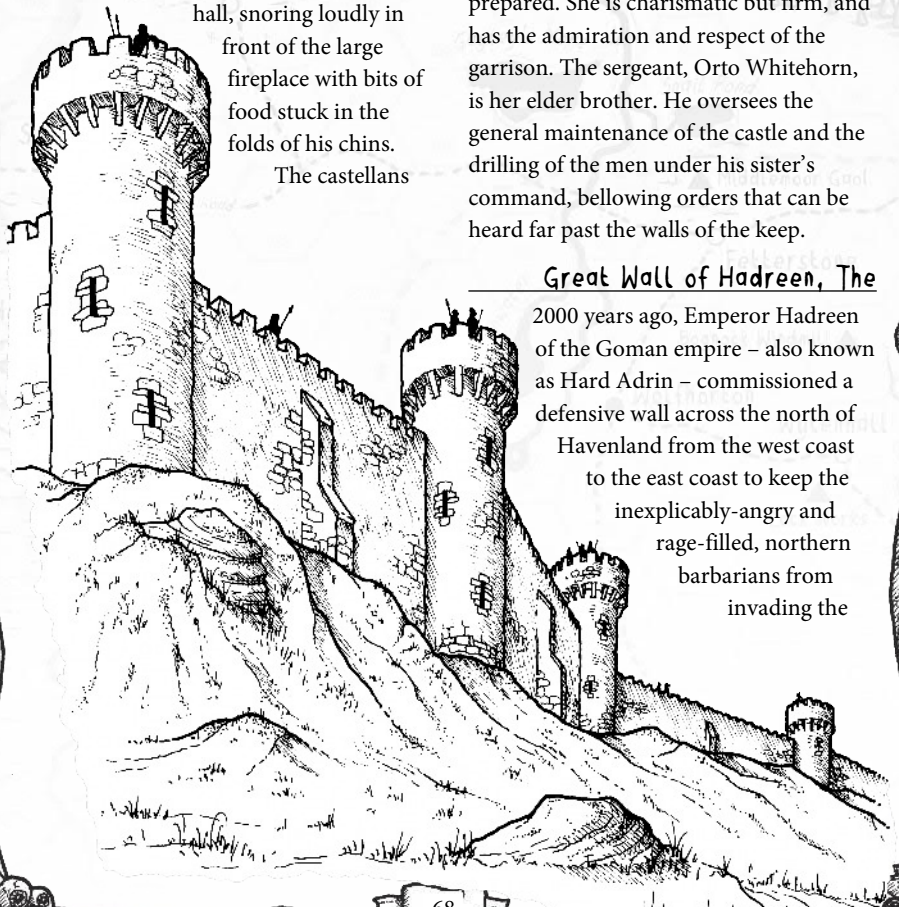 hall, snoring loudly in
front of the large
fireplace with bits of
food stuck in the
folds of his chins.
The castellans
prepared. She is charismatic but firm, and
has the admiration and respect of the
garrison. The sergeant, Orto Whitehorn,
is her elder brother. He oversees the
general maintenance of the castle and the
drilling of the men under his sister’s
command, bellowing orders that can be
heard far past the walls of the keep.
Great Wall of Hadreen, The
2000 years ago, Emperor Hadreen
of the Goman empire – also known
as Hard Adrin – commissioned a
defensive wall across the north of
Havenland from the west coast
to the east coast to keep the
inexplicably-angry and
rage-filled, northern
barbarians from
invading the
68